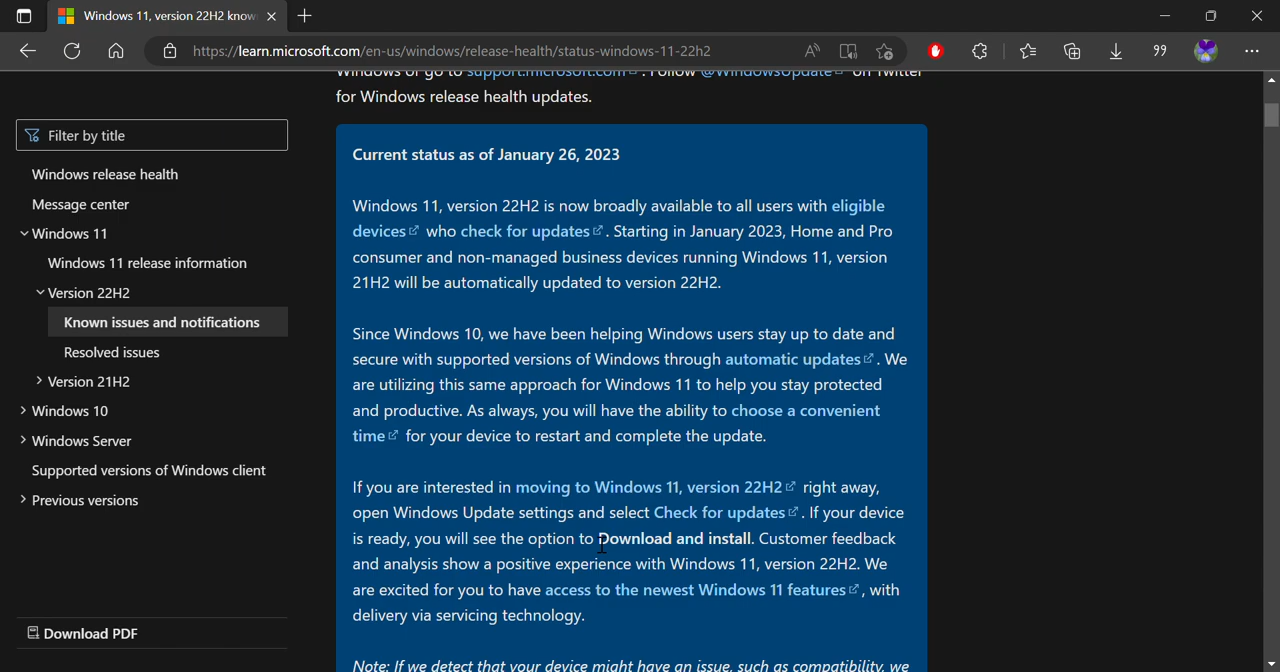 Windows 11, version 22H2 know
https://learn.microsoft.com/en-us/windows/release-health/status-windows-11-22h2
Windows or go to support.microsoft.com. Follow @WindowsUpdate on Twitter
for Windows release health updates.
Filter by title
Windows release health
Message center
Windows 11
Windows 11 release information
Version 22H2
Known issues and notifications
Resolved issues
Version 21H2
Windows 10
Windows Server
Supported versions of Windows client
Previous versions
Download PDF
Current status as of January 26, 2023
Windows 11, version 22H2 is now broadly available to all users with eligible
devices who check for updates. Starting in January 2023, Home and Pro
consumer and non-managed business devices running Windows 11, version
21H2 will be automatically updated to version 22H2.
Since Windows 10, we have been helping Windows users stay up to date and
secure with supported versions of Windows through automatic updates. We
are utilizing this same approach for Windows 11 to help you stay protected
and productive. As always, you will have the ability to choose a convenient
time for your device to restart and complete the update.
If you are interested in moving to Windows 11, version 22H2 right away,
open Windows Update settings and select Check for updates. If your device
is ready, you will see the option to Download and install. Customer feedback
and analysis show a positive experience with Windows 11, version 22H2. We
are excited for you to have access to the newest Windows 11 features, with
delivery via servicing technology.
Note: If we detect that your device might have an issue, such as compatibility, we